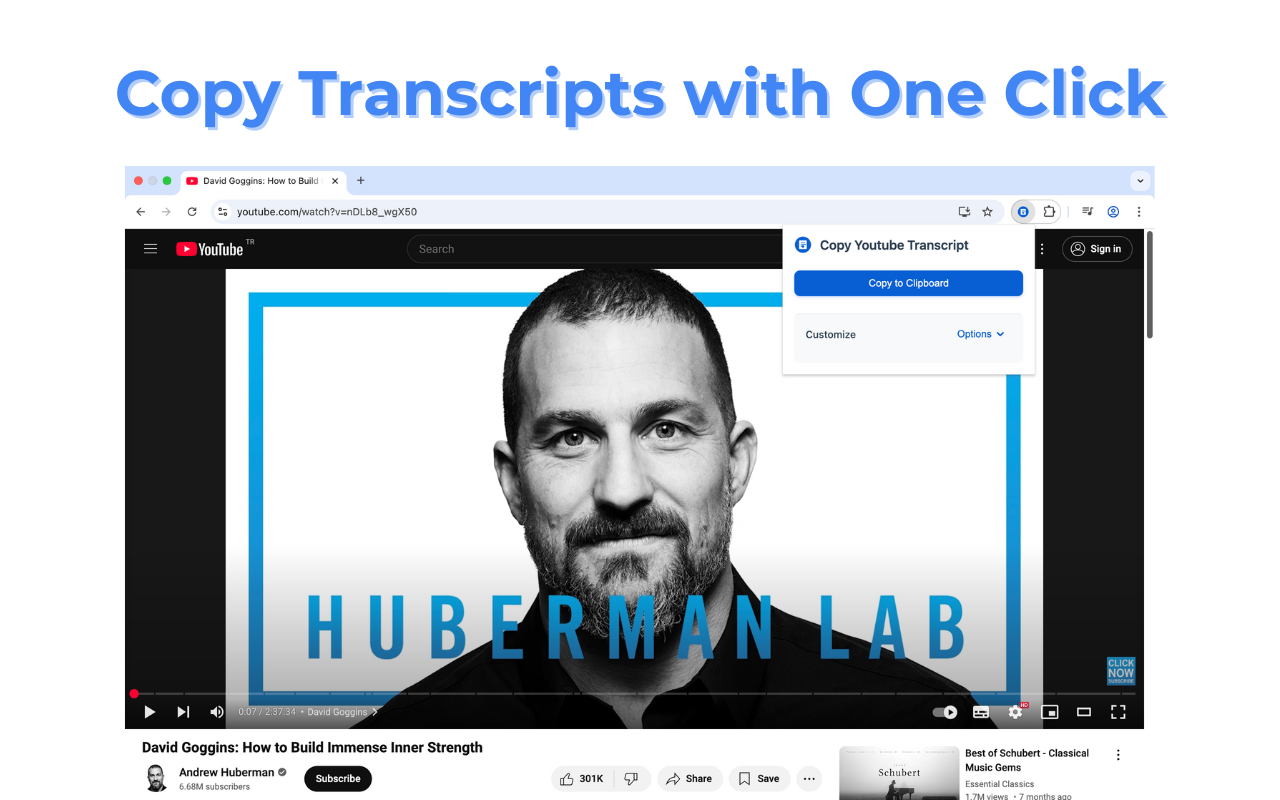 Copy Transcripts with One Click
David Goggins: How to Build
youtube.com/watch?v=nDLb8_wgX50
YouTube TR
Search
Sign in
Copy Youtube Transcript
Copy to Clipboard
Customize
Options
HUBERMAN LAB
CLICK
NOW
SUBSCRIBE
0:07 / 2:37:34 • David Goggins
HD
David Goggins: How to Build Immense Inner Strength
Andrew Huberman
6.68M subscribers
Subscribe
301K
Share
Save
Schubert
Best of Schubert - Classical
Music Gems
Essential Classics
1.7M views • 7 months ago